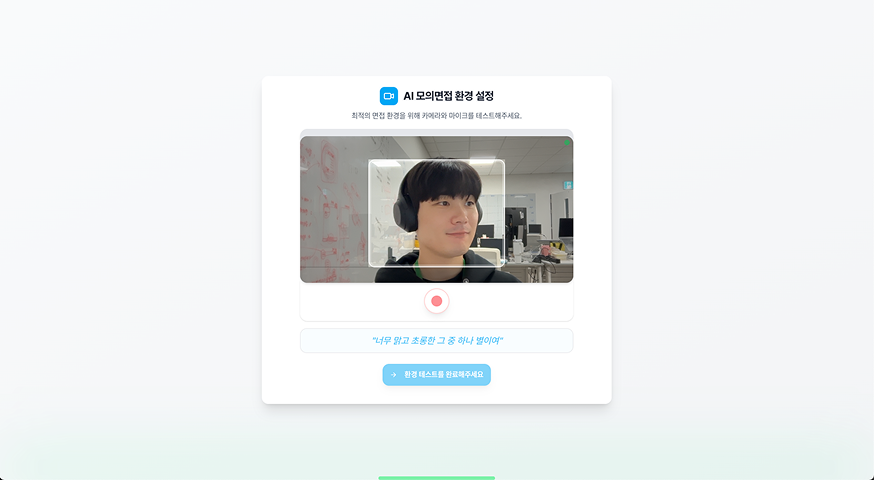 AI 모의면접 환경 설정
최적의 면접 환경을 위해 카메라와 마이크를 테스트해주세요.
"너무 맑고 초롱한 그 중 하나 별이여"
→ 환경 테스트를 완료해주세요